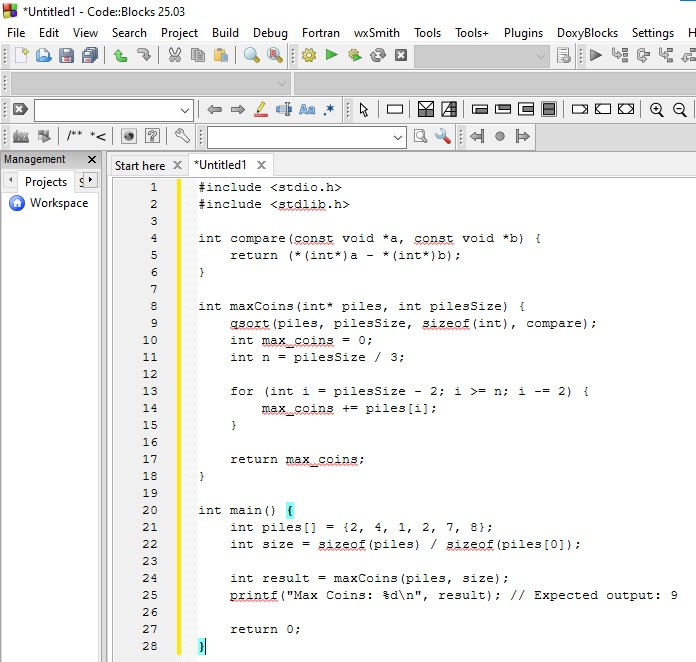 *Untitled1 - Code::Blocks 25.03
File Edit View Search Project Build Debug Fortran wxSmith Tools Tools+ Plugins DoxyBlocks Settings H
Aa .*
/** *<
Management X
Projects
Workspace
Start here X *Untitled1 X
1 #include <stdio.h>
2 #include <stdlib.h>
3
4 int compare(const void *a, const void *b) {
5     return (*(int*)a - *(int*)b);
6 }
7
8 int maxCoins(int* piles, int pilesSize) {
9     qsort(piles, pilesSize, sizeof(int), compare);
10     int max_coins = 0;
11     int n = pilesSize / 3;
12
13     for (int i = pilesSize - 2; i >= n; i -= 2) {
14         max_coins += piles[i];
15     }
16
17     return max_coins;
18 }
19
20 int main() {
21     int piles[] = {2, 4, 1, 2, 7, 8};
22     int size = sizeof(piles) / sizeof(piles[0]);
23
24     int result = maxCoins(piles, size);
25     printf("Max Coins: %d\n", result); // Expected output: 9
26
27     return 0;
28 }